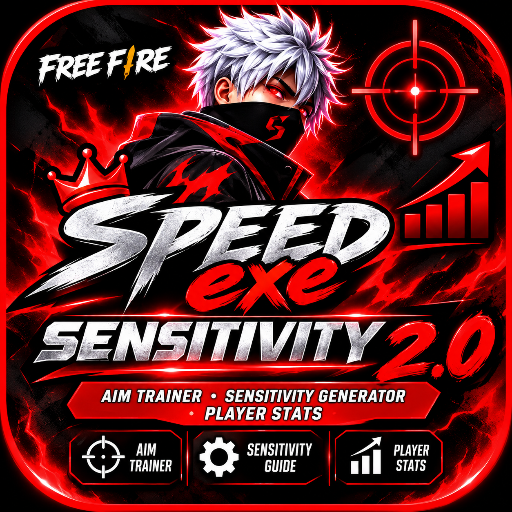 FREE FIRE
SPEED
exe
SENSITIVITY 2.0
AIM TRAINER • SENSITIVITY GENERATOR
• PLAYER STATS
AIM
TRAINER
SENSITIVITY
GUIDE
PLAYER
STATS